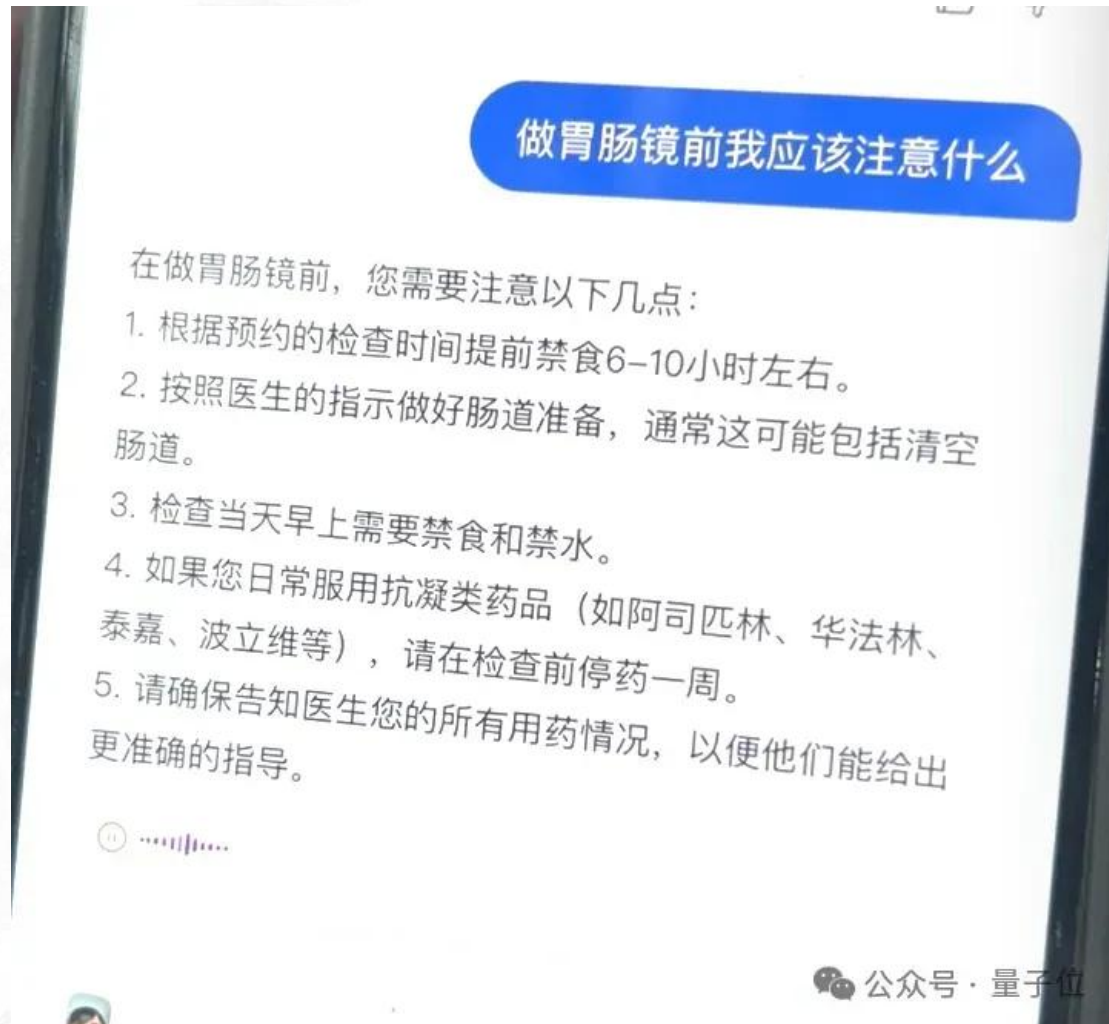 做胃肠镜前我应该注意什么
在做胃肠镜前，您需要注意以下几点：
1. 根据预约的检查时间提前禁食6-10小时左右。
2. 按照医生的指示做好肠道准备，通常这可能包括清空
肠道。
3. 检查当天早上需要禁食和禁水。
4. 如果您日常服用抗凝类药品（如阿司匹林、华法林、
泰嘉、波立维等），请在检查前停药一周。
5. 请确保告知医生您的所有用药情况，以便他们能给出
更准确的指导。
公众号·量子位